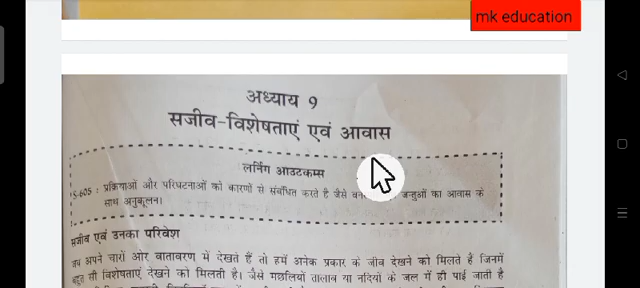 mk education
अध्याय 9
सजीव-विशेषताएं एवं आवास
लर्निंग आउटकम्स
S-605 : प्रक्रियाओं और परिघटनाओं को कारणों से संबंधित करते है जैसे जन्तुओं का आवास के
साथ अनुकूलन।
सजीव एवं उनका परिवेश
अपने चारों ओर वातावरण में देखते हैं तो हमें अनेक प्रकार के जीव देखने को मिलते हैं जिनमें
बहुत सी विशेषताएं देखने को मिलती है। जैसे मछलियां तालाब या नदियों के जल में ही पाई जाती है